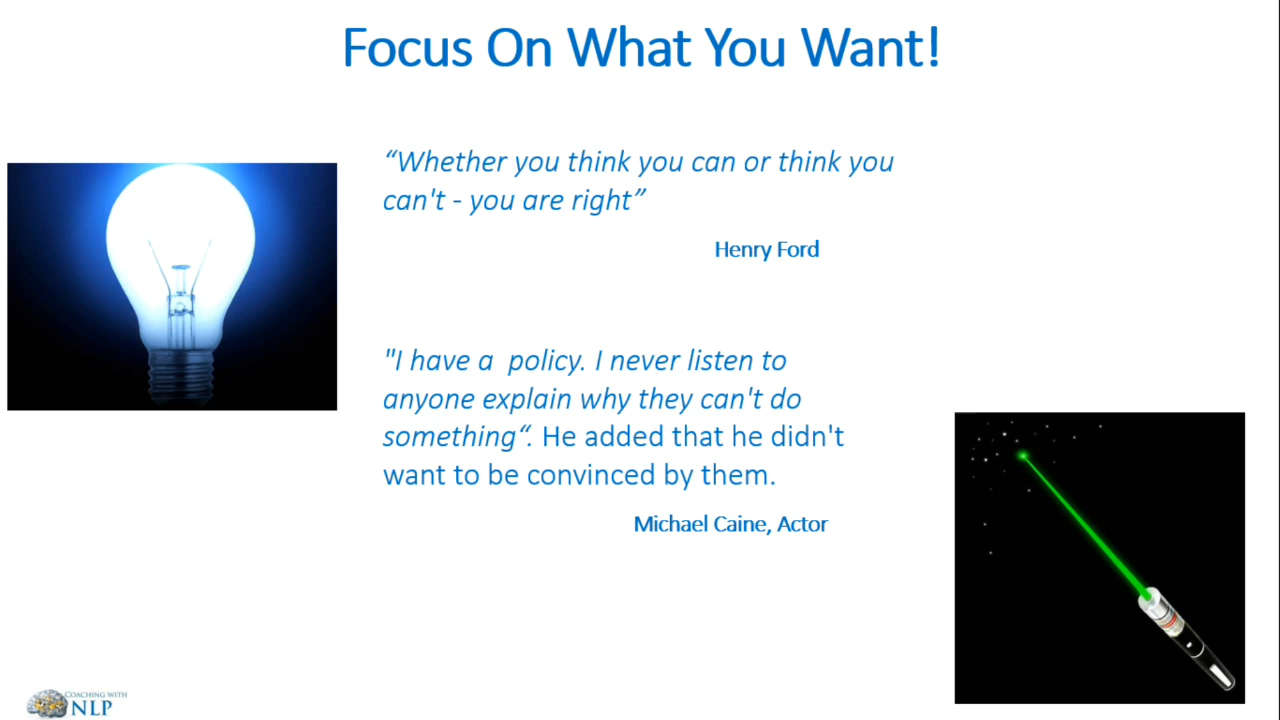 Focus On What You Want!
“Whether you think you can or think you
can't - you are right”
Henry Ford
"I have a  policy. I never listen to
anyone explain why they can't do
something“. He added that he didn't
want to be convinced by them.
Michael Caine, Actor
COACHING WITH
NLP